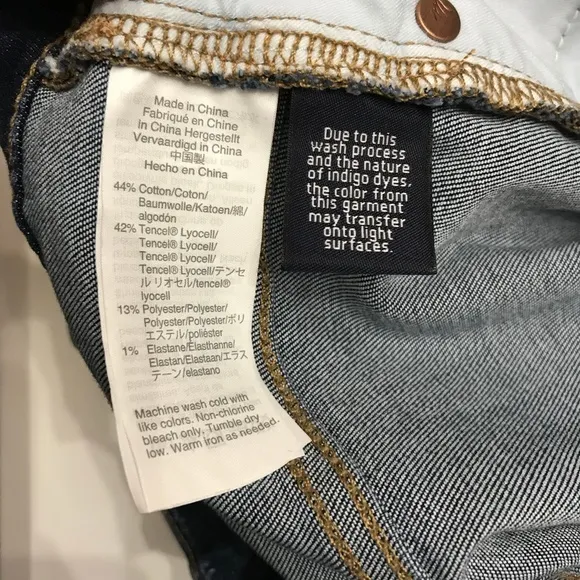 Made in China
Fabriqué en Chine
In China Hergestellt
Vervaardigd in China
中国製
Hecho en China
44% Cotton/Coton/
Baumwolle/Katoen/綿/
algodón
42% Tencel® Lyocell/
Tencel® Lyocell/
Tencel® Lyocell/
Tencel® Lyocell/テンセ
ル リオセル/tencel®
lyocell
13% Polyester/Polyester/
Polyester/Polyester/ポリ
エステル/poliéster
1% Elastane/Élasthanne/
Elastan/Elastaan/エラス
テーン/elastano
Machine wash cold with
like colors. Non-chlorine
bleach only. Tumble dry
low. Warm iron as needed.
Due to this
wash process
and the nature
of indigo dyes,
the color from
this garment
may transfer
onto light
surfaces.